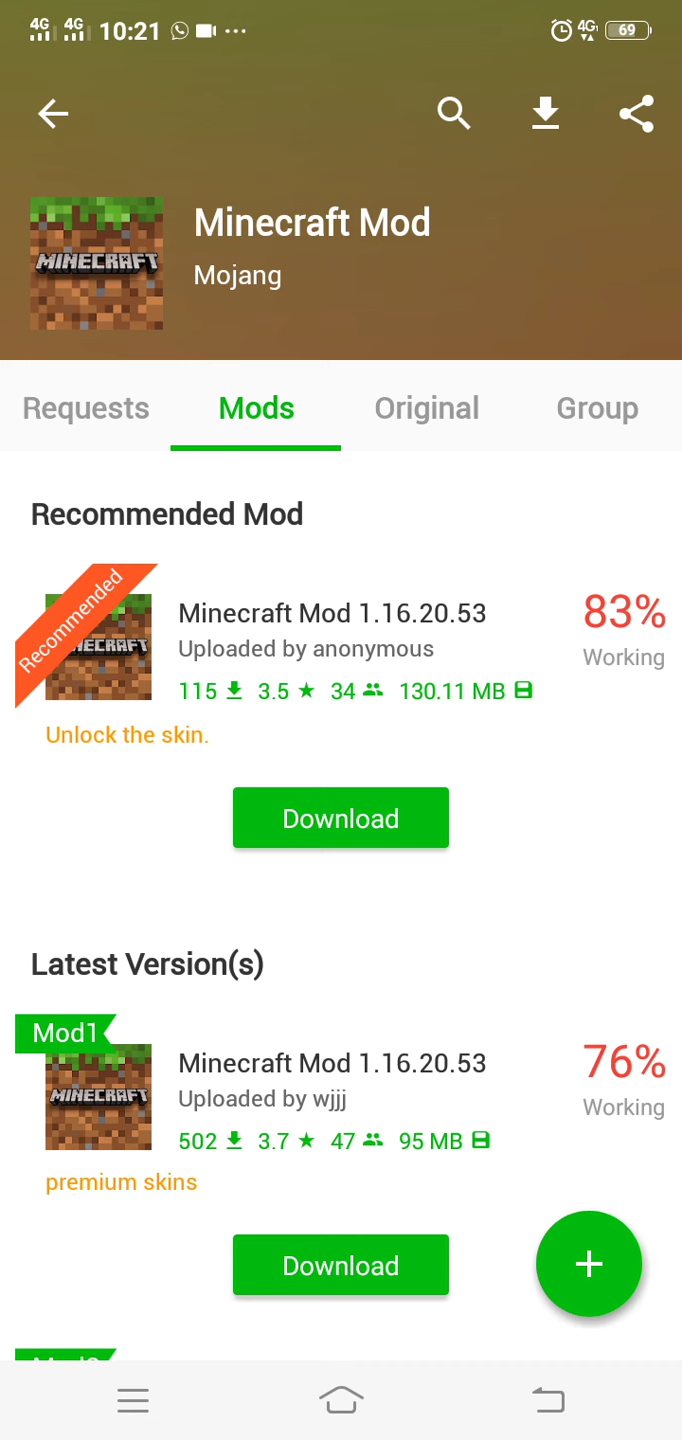 4G 4G 10:21 4G 69
MINECRAFT
Minecraft Mod
Mojang
Requests Mods Original Group
Recommended Mod
Recommended
Minecraft Mod 1.16.20.53
Uploaded by anonymous
115 3.5 34 130.11 MB
83%
Working
Unlock the skin.
Download
Latest Version(s)
Mod1
MINECRAFT
Minecraft Mod 1.16.20.53
Uploaded by wjjj
502 3.7 47 95 MB
76%
Working
premium skins
Download
+